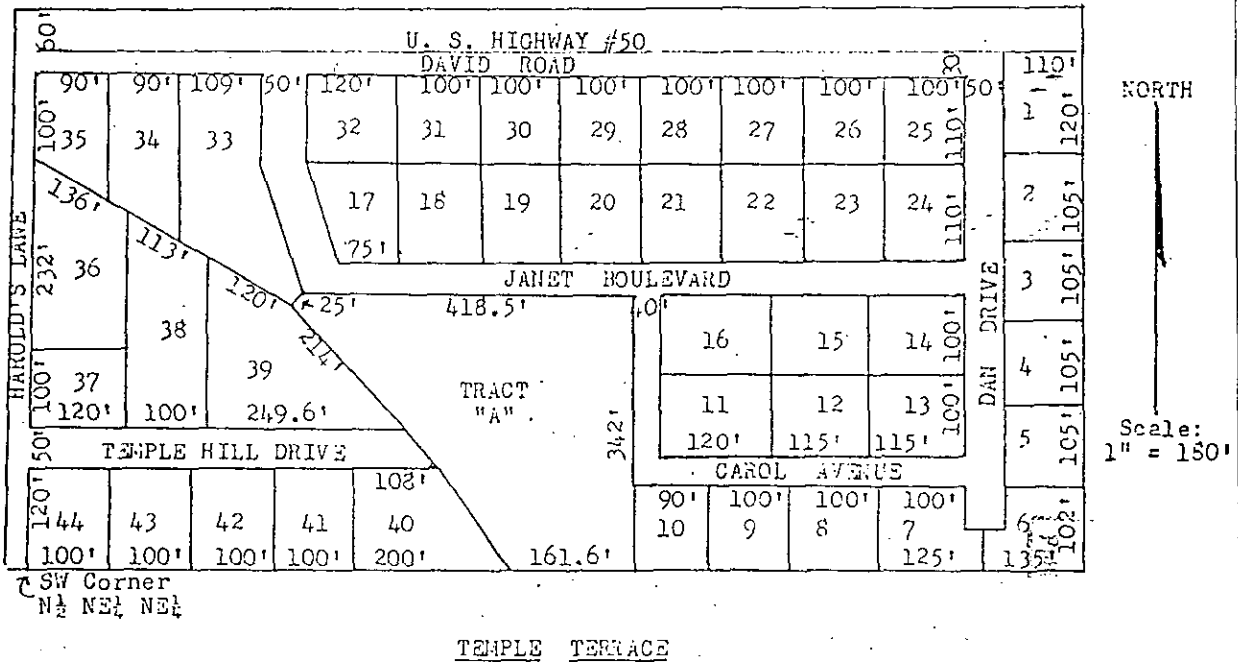 50'
U. S. HIGHWAY #50
DAVID ROAD
90' 90' 109' 50' 120' 100' 100' 100' 100' 100' 100' 100' 50' 110'
NORTH
100' 35 34 33 32 31 30 29 28 27 26 25 110' 1 120'
136' 17 18 19 20 21 22 23 24 110' 2 105'
113' 75'
232' 36
HAROLD'S LANE
JANET BOULEVARD
DAN DRIVE
3 105'
120' 25' 418.5' 40'
38 214' 16 15 14 100' 4 105'
39 TRACT
"A"
100' 37 11 12 13 100' 5 105'
120' 100' 249.6' 342' 120' 115' 115'
Scale:
1" = 180'
50' TEMPLE HILL DRIVE CAROL AVENUE
108' 90' 100' 100' 100'
120' 44 43 42 41 40 10 9 8 7 6 102'
100' 100' 100' 100' 200' 161.6' 125' 135'
SW Corner
N½ NE¼ NE¼
TEMPLE TERRACE